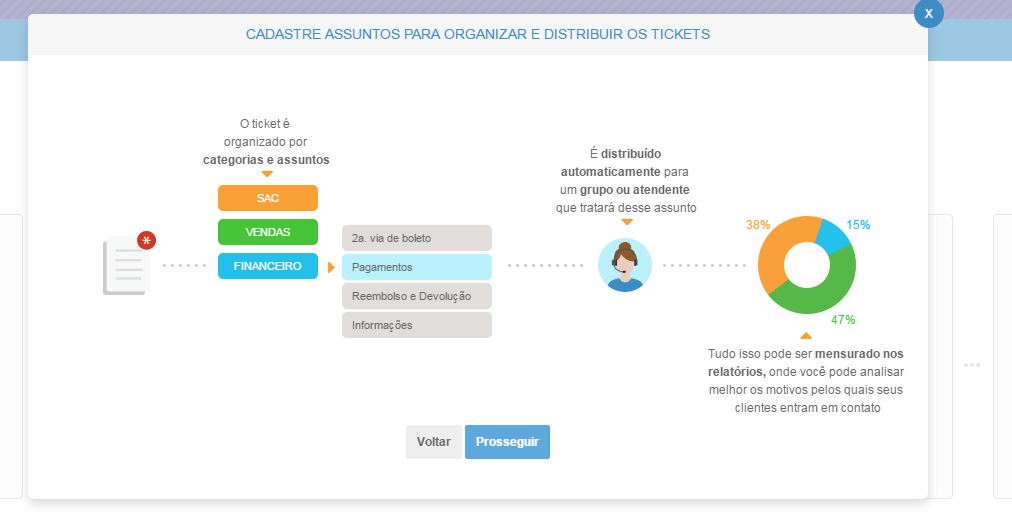 X
CADASTRE ASSUNTOS PARA ORGANIZAR E DISTRIBUIR OS TICKETS
O ticket é
organizado por
categorias e assuntos
SAC
VENDAS
FINANCEIRO
2a. via de boleto
Pagamentos
Reembolso e Devolução
Informações
É distribuído
automaticamente para
um grupo ou atendente
que tratará desse assunto
38%
15%
47%
Tudo isso pode ser mensurado nos
relatórios, onde você pode analisar
melhor os motivos pelos quais seus
clientes entram em contato
Voltar
Prosseguir